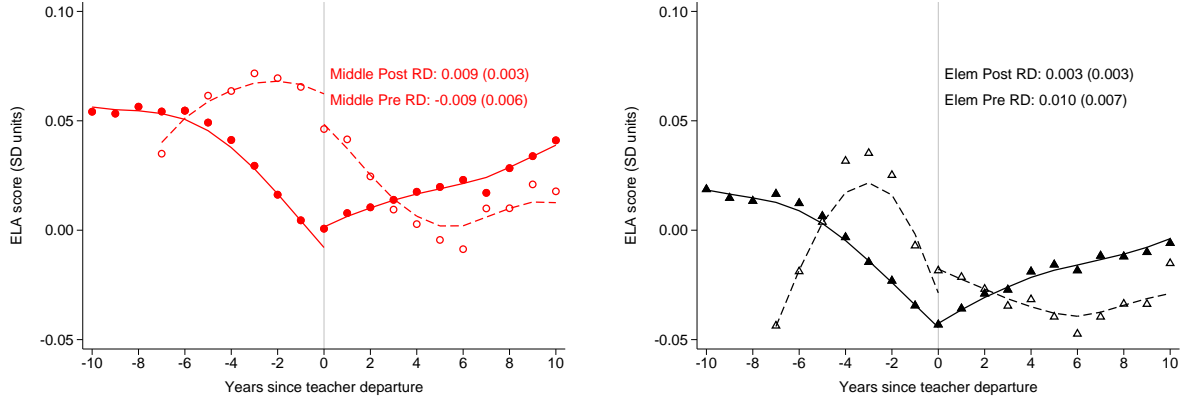 0.10
0.05
0.00
-0.05
ELA score (SD units)
Middle Post RD: 0.009 (0.003)
Middle Pre RD: -0.009 (0.006)
-10 -8 -6 -4 -2 0 2 4 6 8 10
Years since teacher departure
0.10
0.05
0.00
-0.05
ELA score (SD units)
Elem Post RD: 0.003 (0.003)
Elem Pre RD: 0.010 (0.007)
-10 -8 -6 -4 -2 0 2 4 6 8 10
Years since teacher departure